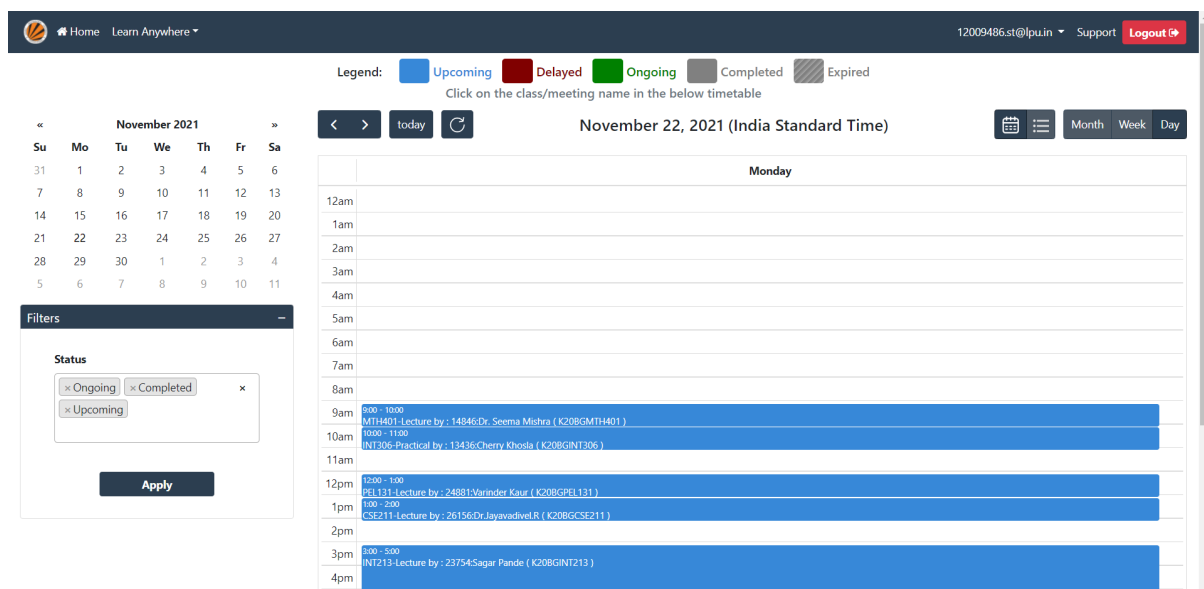 Home Learn Anywhere 12009486.st@lpu.in Support Logout
Legend: Upcoming Delayed Ongoing Completed Expired
Click on the class/meeting name in the below timetable
« November 2021 »
Su Mo Tu We Th Fr Sa
31 1 2 3 4 5 6
7 8 9 10 11 12 13
14 15 16 17 18 19 20
21 22 23 24 25 26 27
28 29 30 1 2 3 4
5 6 7 8 9 10 11
Filters −
Status
× Ongoing × Completed ×
× Upcoming
Apply
today November 22, 2021 (India Standard Time) Month Week Day
Monday
12am
1am
2am
3am
4am
5am
6am
7am
8am
9am 9:00 - 10:00
MTH401-Lecture by : 14846:Dr. Seema Mishra ( K20BGMTH401 )
10am 10:00 - 11:00
INT306-Practical by : 13436:Cherry Khosla ( K20BGINT306 )
11am
12pm 12:00 - 1:00
PEL131-Lecture by : 24881:Varinder Kaur ( K20BGPEL131 )
1pm 1:00 - 2:00
CSE211-Lecture by : 26156:Dr.Jayavadivel.R ( K20BGCSE211 )
2pm
3pm 3:00 - 5:00
INT213-Lecture by : 23754:Sagar Pande ( K20BGINT213 )
4pm